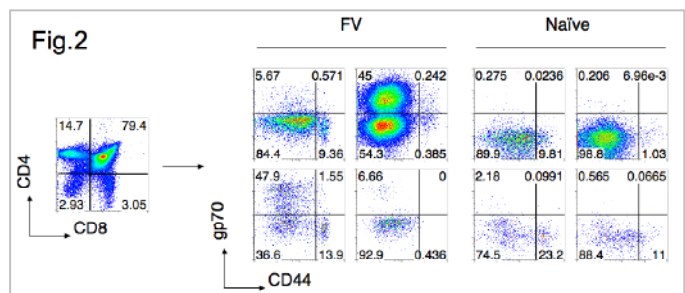 Fig.2
FV
Naïve
5.67 0.571 45 0.242 0.275 0.0236 0.206 6.96e-3
14.7 79.4
84.4 9.36 54.3 0.385 89.9 9.81 98.8 1.03
CD4
47.9 1.55 6.66 0 2.18 0.0991 0.565 0.0665
2.93 3.05
CD8
gp70
36.6 13.9 92.9 0.436 74.5 23.2 88.4 11
CD44